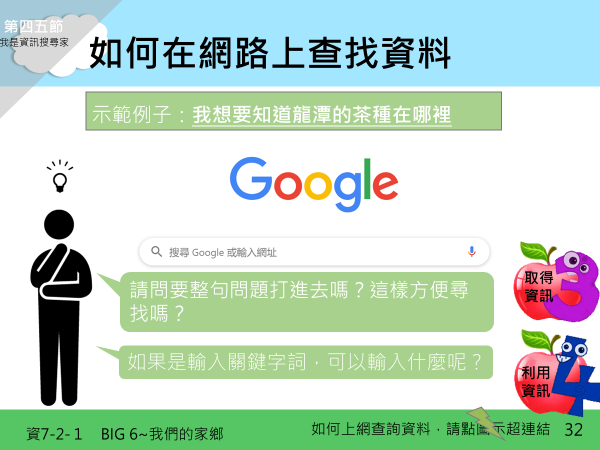 第四五節
我是資訊搜尋家
如何在網路上查找資料
示範例子：我想要知道龍潭的茶種在哪裡
Google
搜尋 Google 或輸入網址
請問要整句問題打進去嗎？這樣方便尋
找嗎？
如果是輸入關鍵字詞，可以輸入什麼呢？
取得
資訊
3
利用
資訊
4
資7-2-1 BIG 6~我們的家鄉
如何上網查詢資料，請點圖示超連結
32